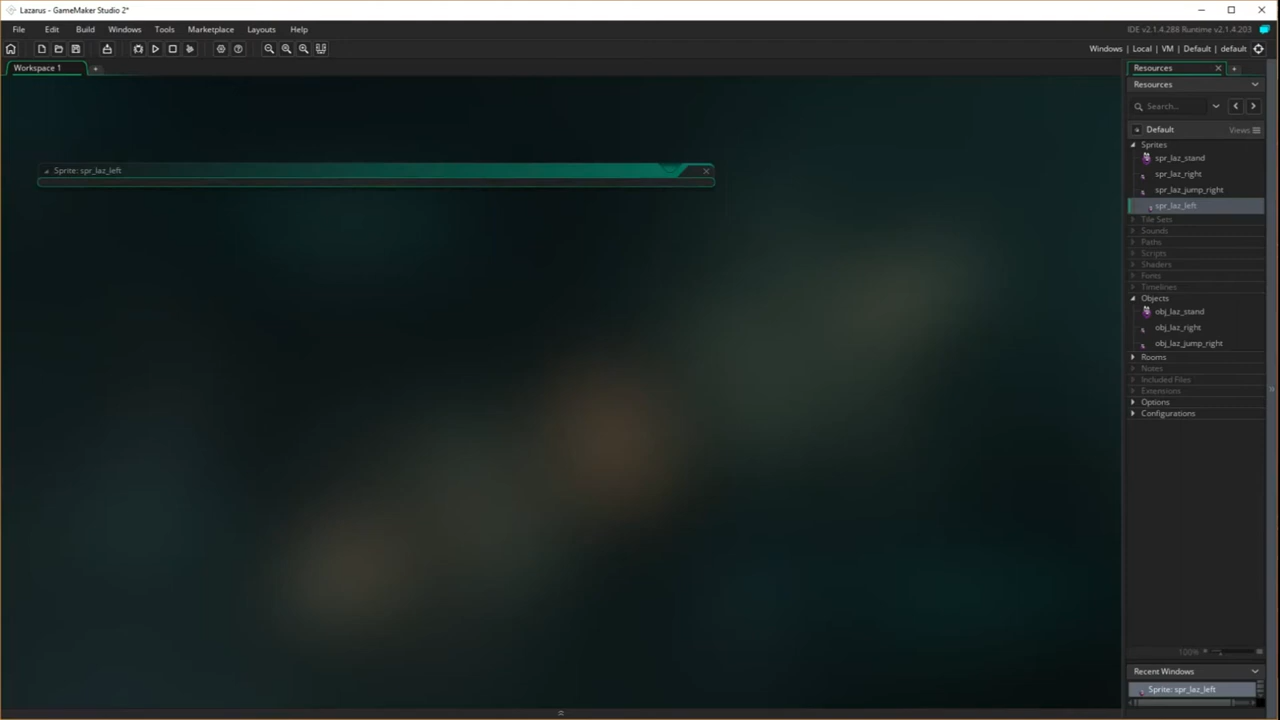 Lazarus - GameMaker Studio 2*
File Edit Build Windows Tools Marketplace Layouts Help
IDE v2.1.4.288 Runtime v2.1.4.203
Windows | Local | VM | Default | default
Workspace 1
Resources
Resources
Search...
Default Views
Sprites
spr_laz_stand
spr_laz_right
spr_laz_jump_right
spr_laz_left
Tile Sets
Sounds
Paths
Scripts
Shaders
Fonts
Timelines
Objects
obj_laz_stand
obj_laz_right
obj_laz_jump_right
Rooms
Notes
Included Files
Extensions
Options
Configurations
Sprite: spr_laz_left
100%
Recent Windows
Sprite: spr_laz_left